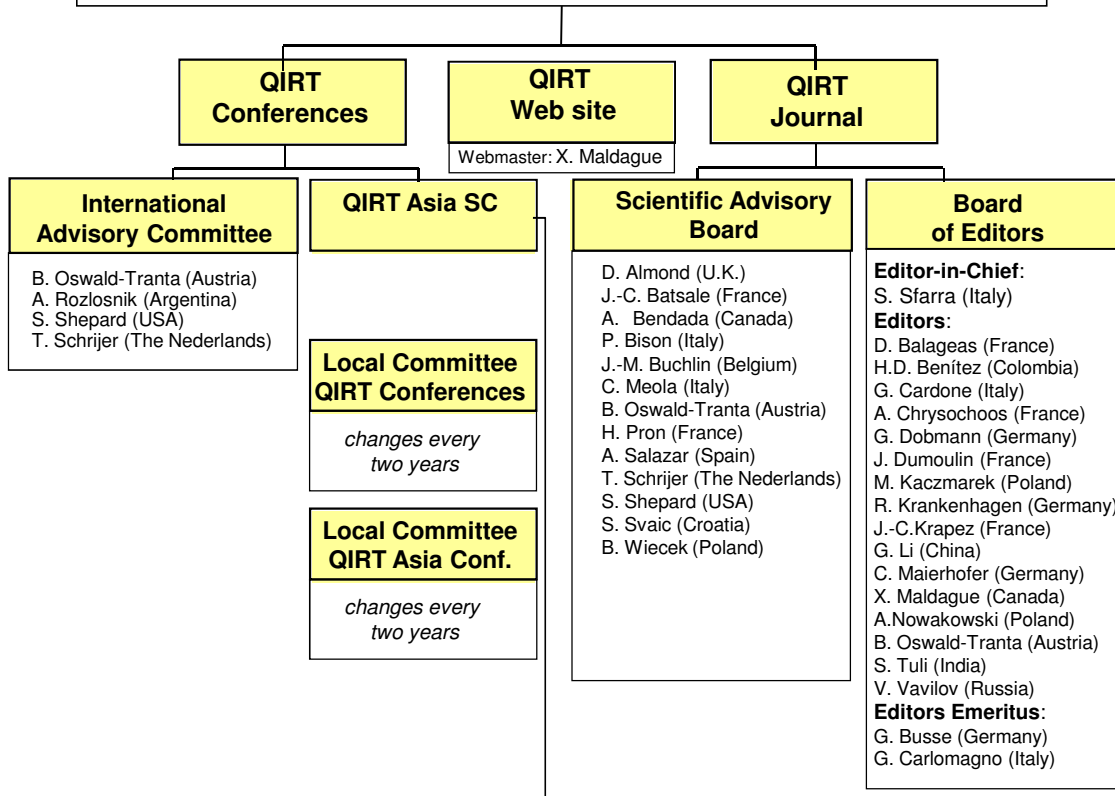 QIRT
Conferences
QIRT
Web site
Webmaster: X. Maldague
QIRT
Journal
International
Advisory Committee
B. Oswald-Tranta (Austria)
A. Rozlosnik (Argentina)
S. Shepard (USA)
T. Schrijer (The Nederlands)
QIRT Asia SC
Local Committee
QIRT Conferences
changes every
two years
Local Committee
QIRT Asia Conf.
changes every
two years
Scientific Advisory
Board
D. Almond (U.K.)
J.-C. Batsale (France)
A. Bendada (Canada)
P. Bison (Italy)
J.-M. Buchlin (Belgium)
C. Meola (Italy)
B. Oswald-Tranta (Austria)
H. Pron (France)
A. Salazar (Spain)
T. Schrijer (The Nederlands)
S. Shepard (USA)
S. Svaic (Croatia)
B. Wiecek (Poland)
Board
of Editors
Editor-in-Chief:
S. Sfarra (Italy)
Editors:
D. Balageas (France)
H.D. Benítez (Colombia)
G. Cardone (Italy)
A. Chrysochoos (France)
G. Dobmann (Germany)
J. Dumoulin (France)
M. Kaczmarek (Poland)
R. Krankenhagen (Germany)
J.-C.Krapez (France)
G. Li (China)
C. Maierhofer (Germany)
X. Maldague (Canada)
A.Nowakowski (Poland)
B. Oswald-Tranta (Austria)
S. Tuli (India)
V. Vavilov (Russia)
Editors Emeritus:
G. Busse (Germany)
G. Carlomagno (Italy)